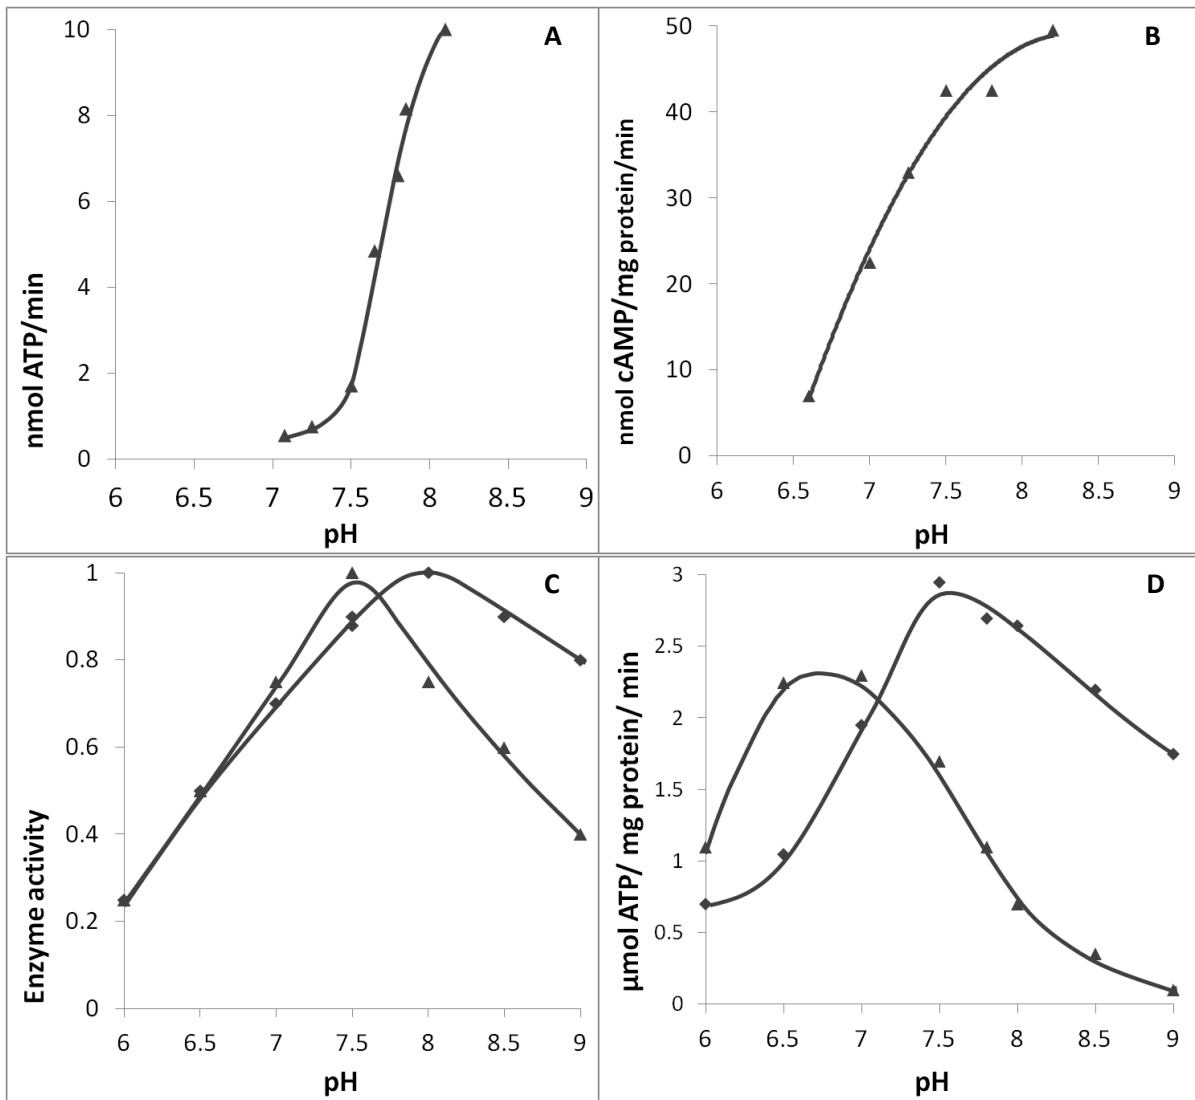 A
nmol ATP/min
10
8
6
4
2
0
6 6.5 7 7.5 8 8.5 9
pH
B
nmol cAMP/mg protein/min
50
40
30
20
10
0
6 6.5 7 7.5 8 8.5 9
pH
C
Enzyme activity
1
0.8
0.6
0.4
0.2
0
6 6.5 7 7.5 8 8.5 9
pH
D
µmol ATP/ mg protein/ min
3
2.5
2
1.5
1
0.5
0
6 6.5 7 7.5 8 8.5 9
pH